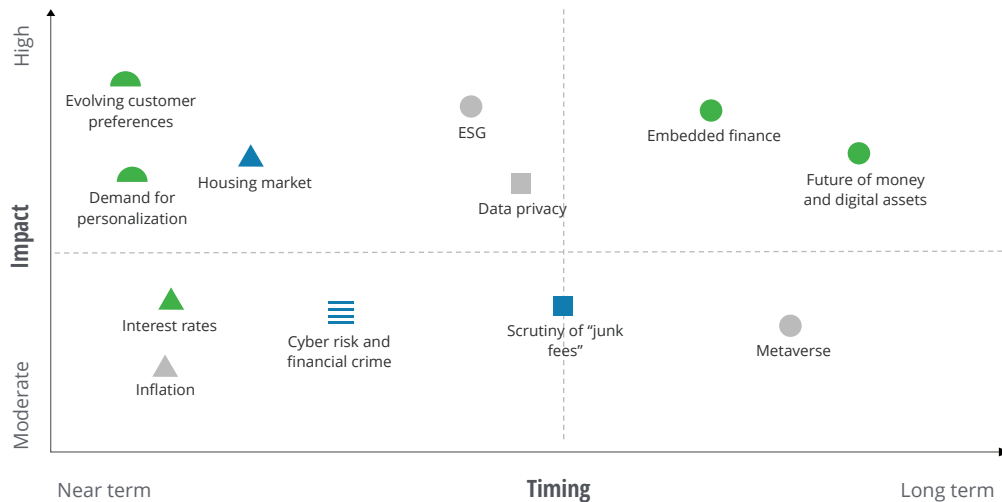 High
Evolving customer
preferences
ESG
Embedded finance
Housing market
Demand for
personalization
Data privacy
Future of money
and digital assets
Impact
Interest rates
Cyber risk and
financial crime
Scrutiny of “junk
fees”
Metaverse
Inflation
Moderate
Near term
Timing
Long term